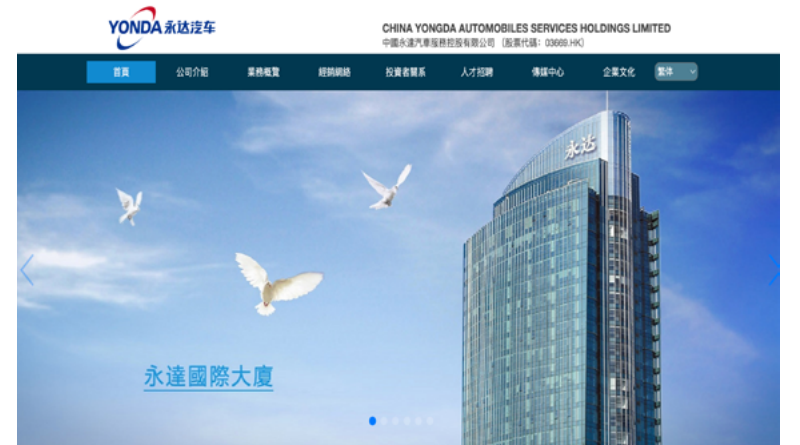 YONDA 永达汽车
CHINA YONGDA AUTOMOBILES SERVICES HOLDINGS LIMITED
中國永達汽車服務控股有限公司 (股票代碼: 03669.HK)
首頁 公司介紹 業務概覽 經銷網絡 投資者關系 人才招聘 傳媒中心 企業文化 繁体
永达
永達國際大廈